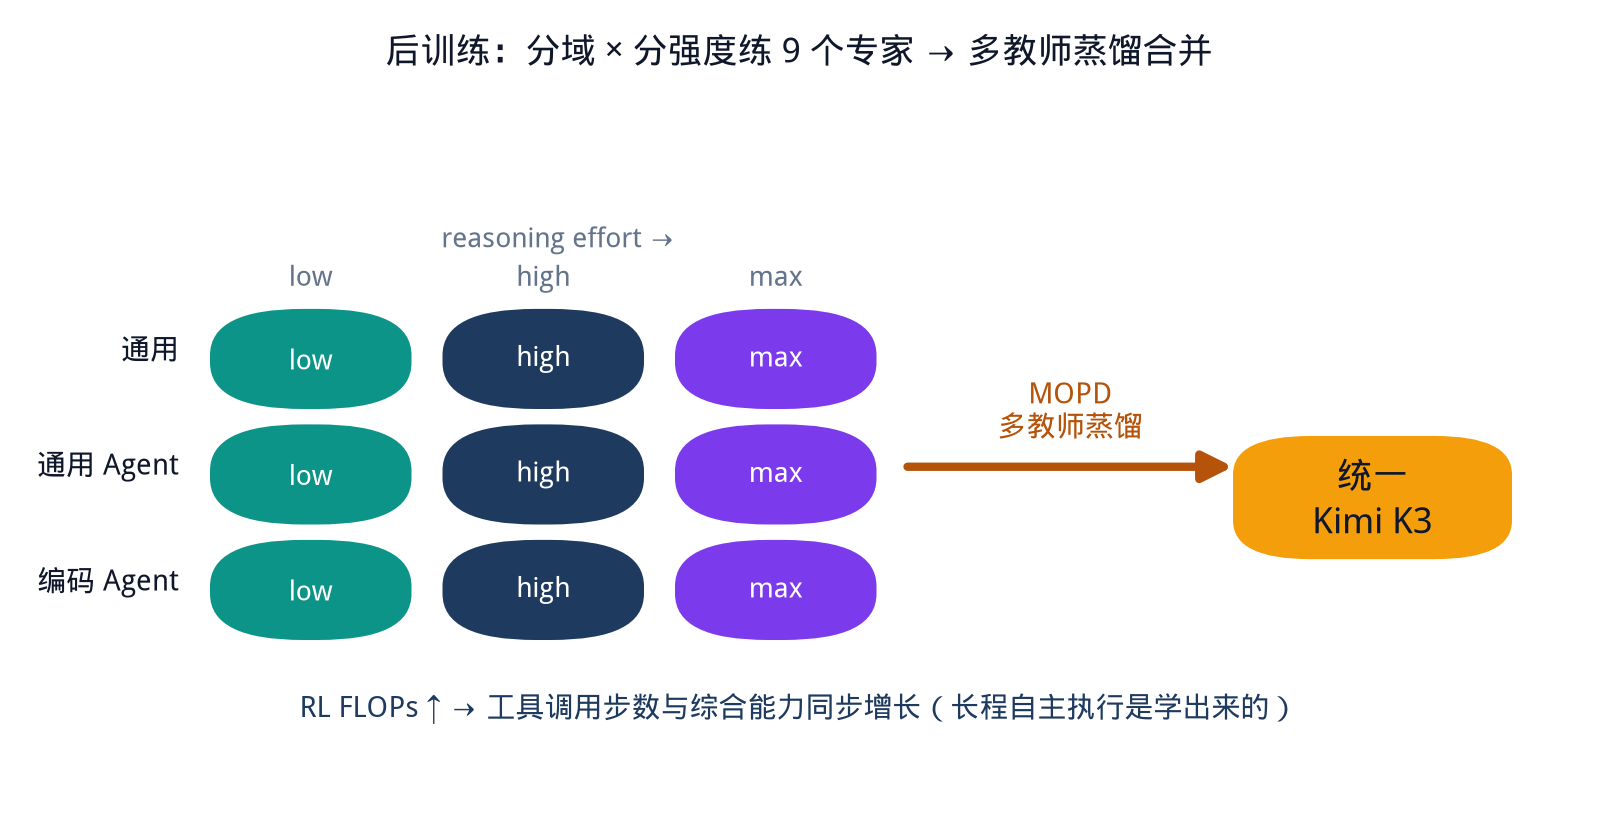 后训练：分域 × 分强度练 9 个专家 → 多教师蒸馏合并
reasoning effort →
low high max
通用 low high max
通用 Agent low high max
编码 Agent low high max
MOPD
多教师蒸馏
统一
Kimi K3
RL FLOPs ↑ → 工具调用步数与综合能力同步增长（长程自主执行是学出来的）